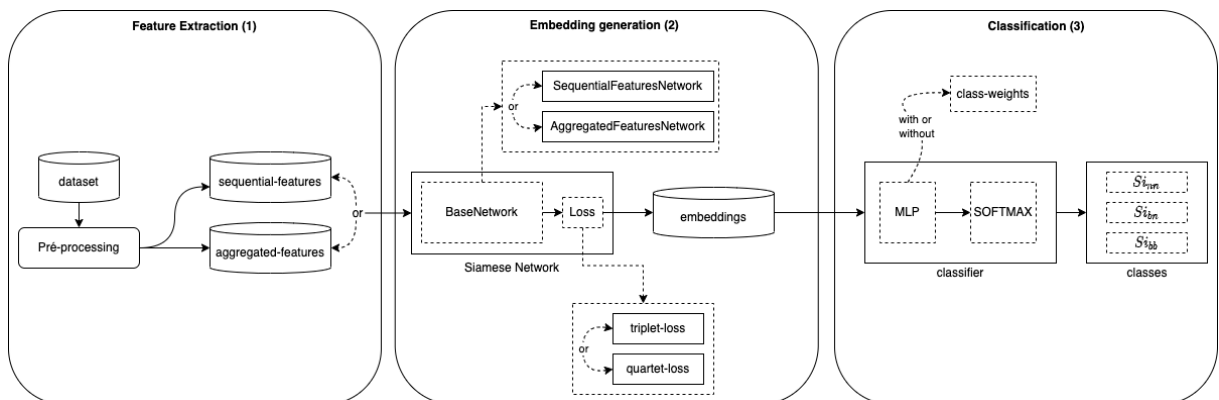 Feature Extraction (1)
dataset
Pré-processing
sequential-features
or
aggregated-features
Embedding generation (2)
SequentialFeaturesNetwork
or
AggregatedFeaturesNetwork
BaseNetwork
Loss
Siamese Network
embeddings
triplet-loss
or
quartet-loss
Classification (3)
class-weights
with or
without
MLP
SOFTMAX
classifier
Si_bn
Si_bb
classes